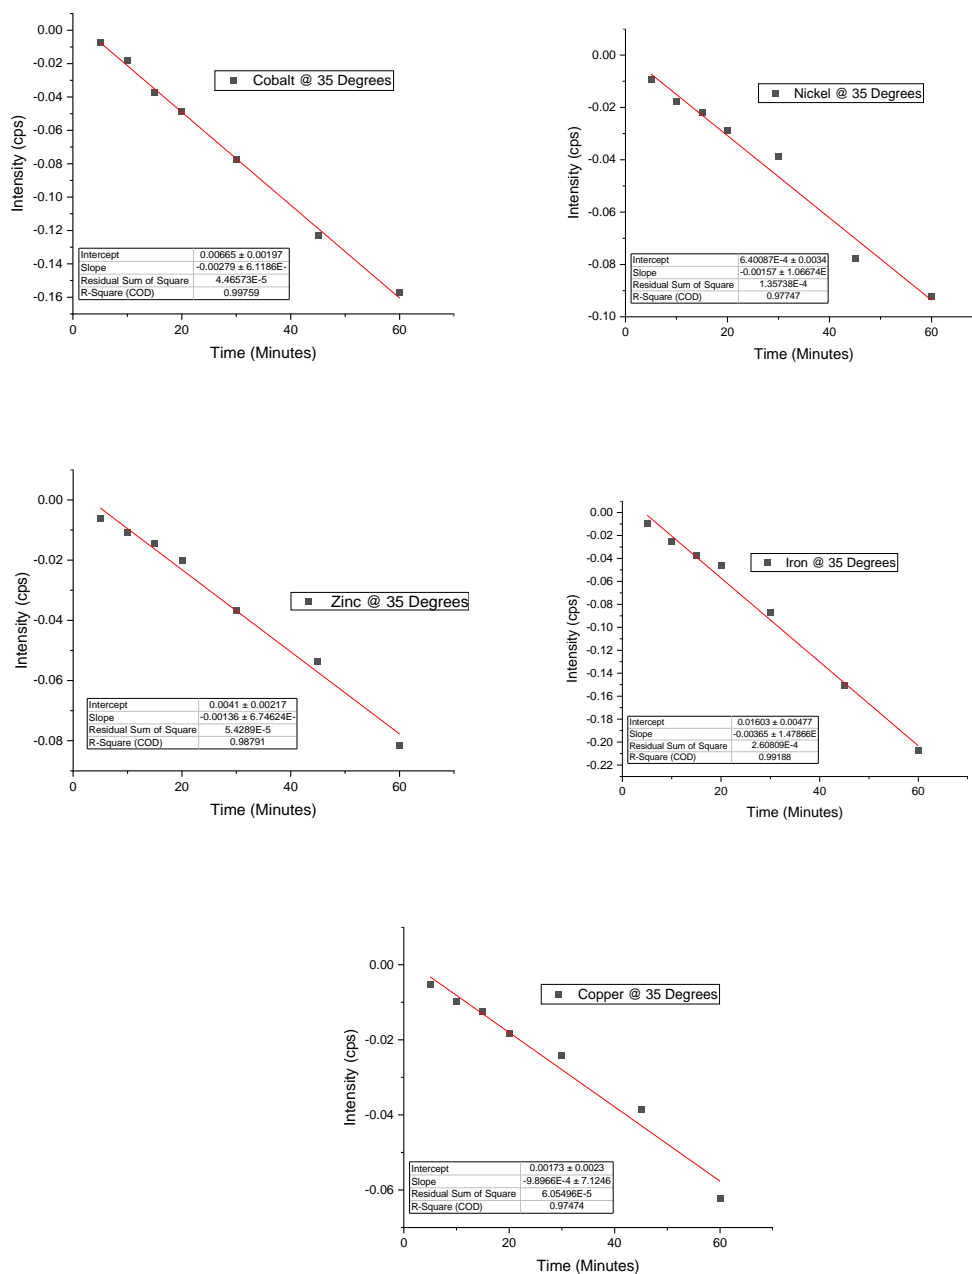 0.00
-0.02
-0.04
-0.06
-0.08
-0.10
-0.12
-0.14
-0.16
Intensity (cps)
Cobalt @ 35 Degrees
Intercept 0.00665 ± 0.00197
Slope -0.00279 ± 6.1186E-
Residual Sum of Square 4.46573E-5
R-Square (COD) 0.99759
0 20 40 60
Time (Minutes)
0.00
-0.02
-0.04
-0.06
-0.08
-0.10
Intensity (cps)
Nickel @ 35 Degrees
Intercept 6.40087E-4 ± 0.0034
Slope -0.00157 ± 1.06674E
Residual Sum of Square 1.35738E-4
R-Square (COD) 0.97747
0 20 40 60
Time (Minutes)
0.00
-0.02
-0.04
-0.06
-0.08
Intensity (cps)
Zinc @ 35 Degrees
Intercept 0.0041 ± 0.00217
Slope -0.00136 ± 6.74624E-
Residual Sum of Square 5.4289E-5
R-Square (COD) 0.98791
0 20 40 60
Time (Minutes)
0.00
-0.02
-0.04
-0.06
-0.08
-0.10
-0.12
-0.14
-0.16
-0.18
-0.20
-0.22
Intensity (cps)
Iron @ 35 Degrees
Intercept 0.01603 ± 0.00477
Slope -0.00365 ± 1.47866E
Residual Sum of Square 2.60809E-4
R-Square (COD) 0.99188
0 20 40 60
Time (Minutes)
0.00
-0.02
-0.04
-0.06
Intensity (cps)
Copper @ 35 Degrees
Intercept 0.00173 ± 0.0023
Slope -9.8966E-4 ± 7.1246
Residual Sum of Square 6.05496E-5
R-Square (COD) 0.97474
0 20 40 60
Time (Minutes)